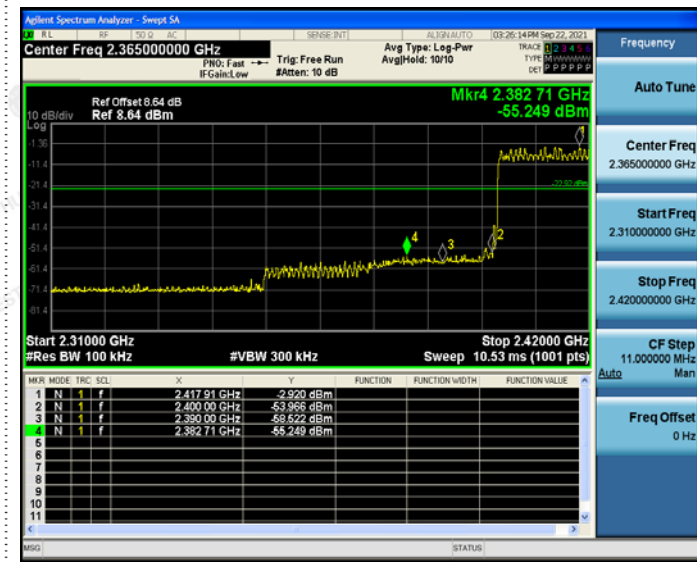 Agilent Spectrum Analyzer - Swept SA
RL RF 50 Ω AC SENSE:INT ALIGN AUTO 03:26:14 PM Sep 22, 2021
Center Freq 2.365000000 GHz
PNO: Fast
IFGain:Low
Trig: Free Run
#Atten: 10 dB
Avg Type: Log-Pwr
Avg|Hold: 10/10
TRACE 1 2 3 4 5 6
TYPE M WWWWW
DET P P P P P P
Frequency
Mkr4 2.382 71 GHz
-55.249 dBm
Ref Offset 8.64 dB
10 dB/div Ref 8.64 dBm
Log
-1.36
-11.4
-21.4
-31.4
-41.4
-51.4
-61.4
-71.4
-81.4
4
3
2
Start 2.31000 GHz Stop 2.42000 GHz
#Res BW 100 kHz #VBW 300 kHz Sweep 10.53 ms (1001 pts)
MKR MODE TRC SCL X Y FUNCTION FUNCTION WIDTH FUNCTION VALUE
1 N 1 f 2.417 91 GHz -2.920 dBm
2 N 1 f 2.400 00 GHz -53.966 dBm
3 N 1 f 2.390 00 GHz -58.522 dBm
4 N 1 f 2.382 71 GHz -55.249 dBm
5
6
7
8
9
10
11
MSG STATUS
Auto Tune
Center Freq
2.365000000 GHz
Start Freq
2.310000000 GHz
Stop Freq
2.420000000 GHz
CF Step
11.000000 MHz
Auto Man
Freq Offset
0 Hz